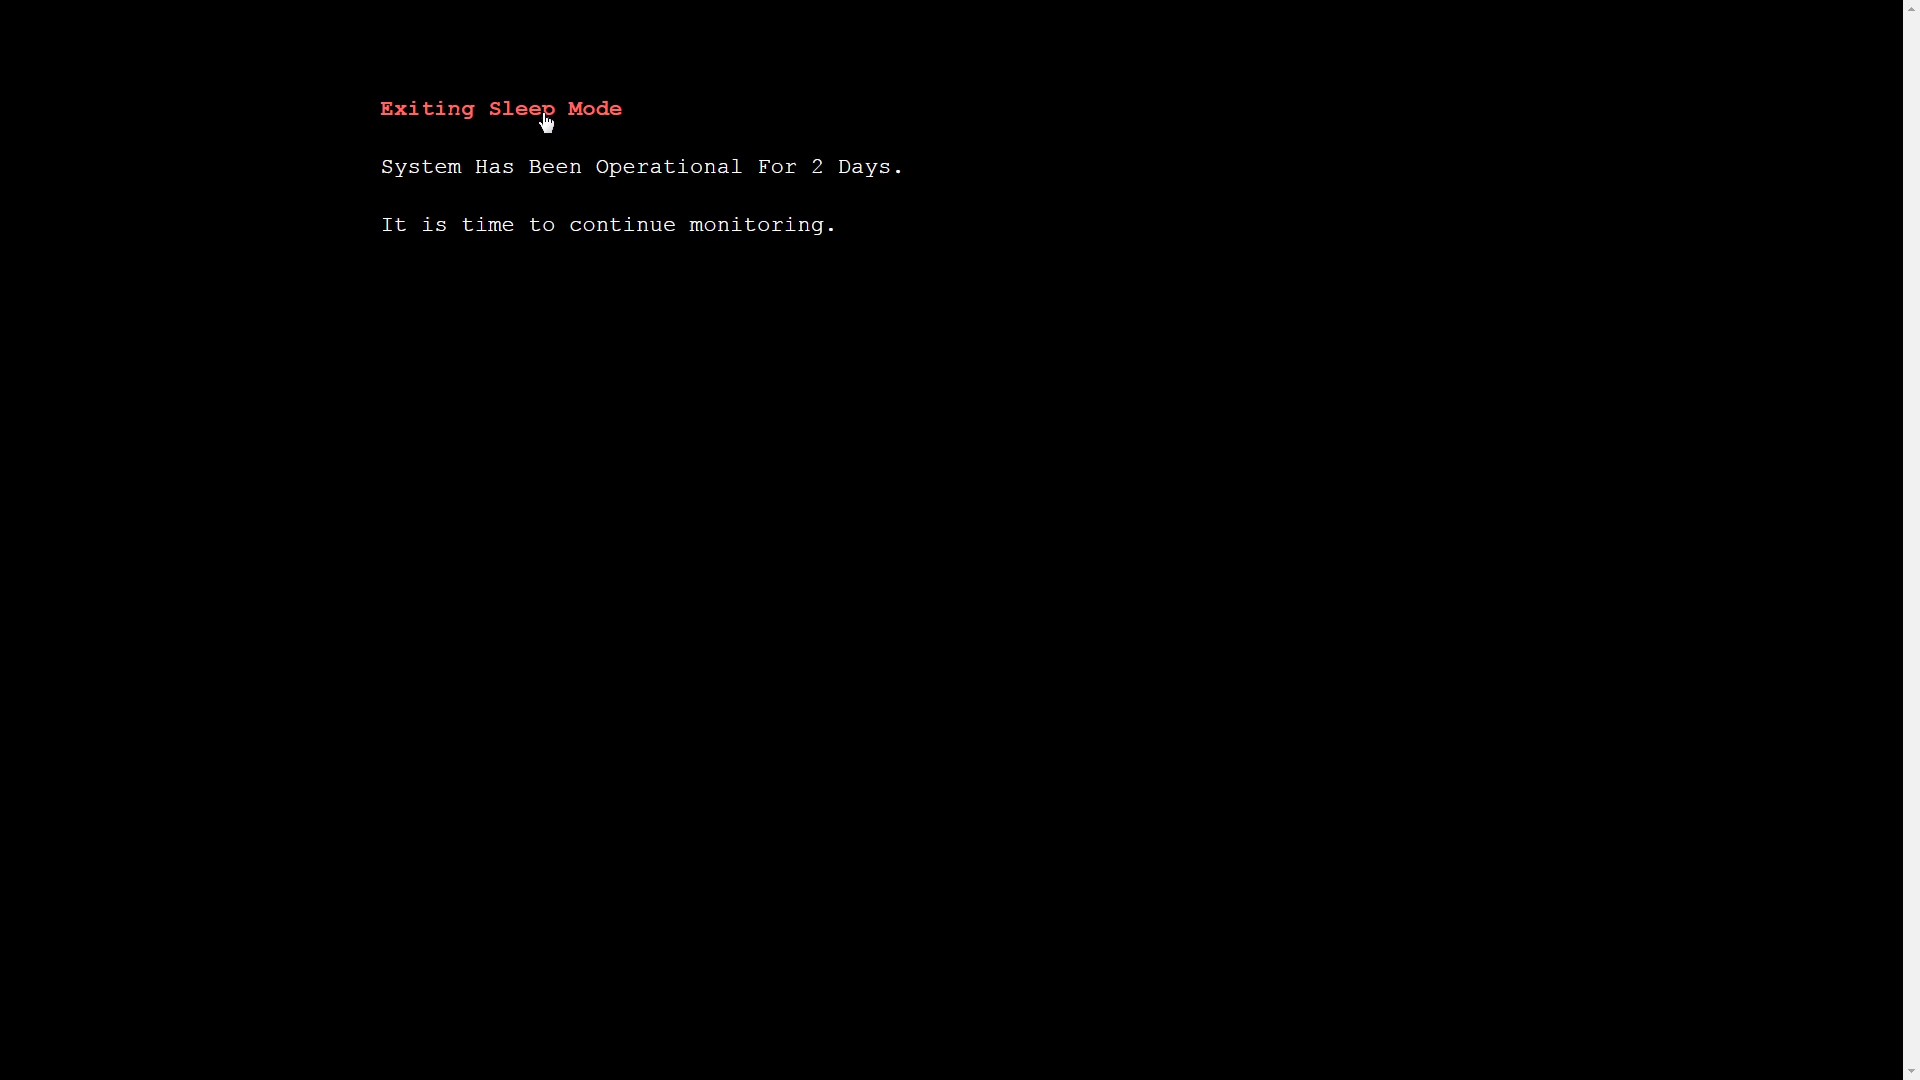 Exiting Sleep Mode
System Has Been Operational For 2 Days.
It is time to continue monitoring.